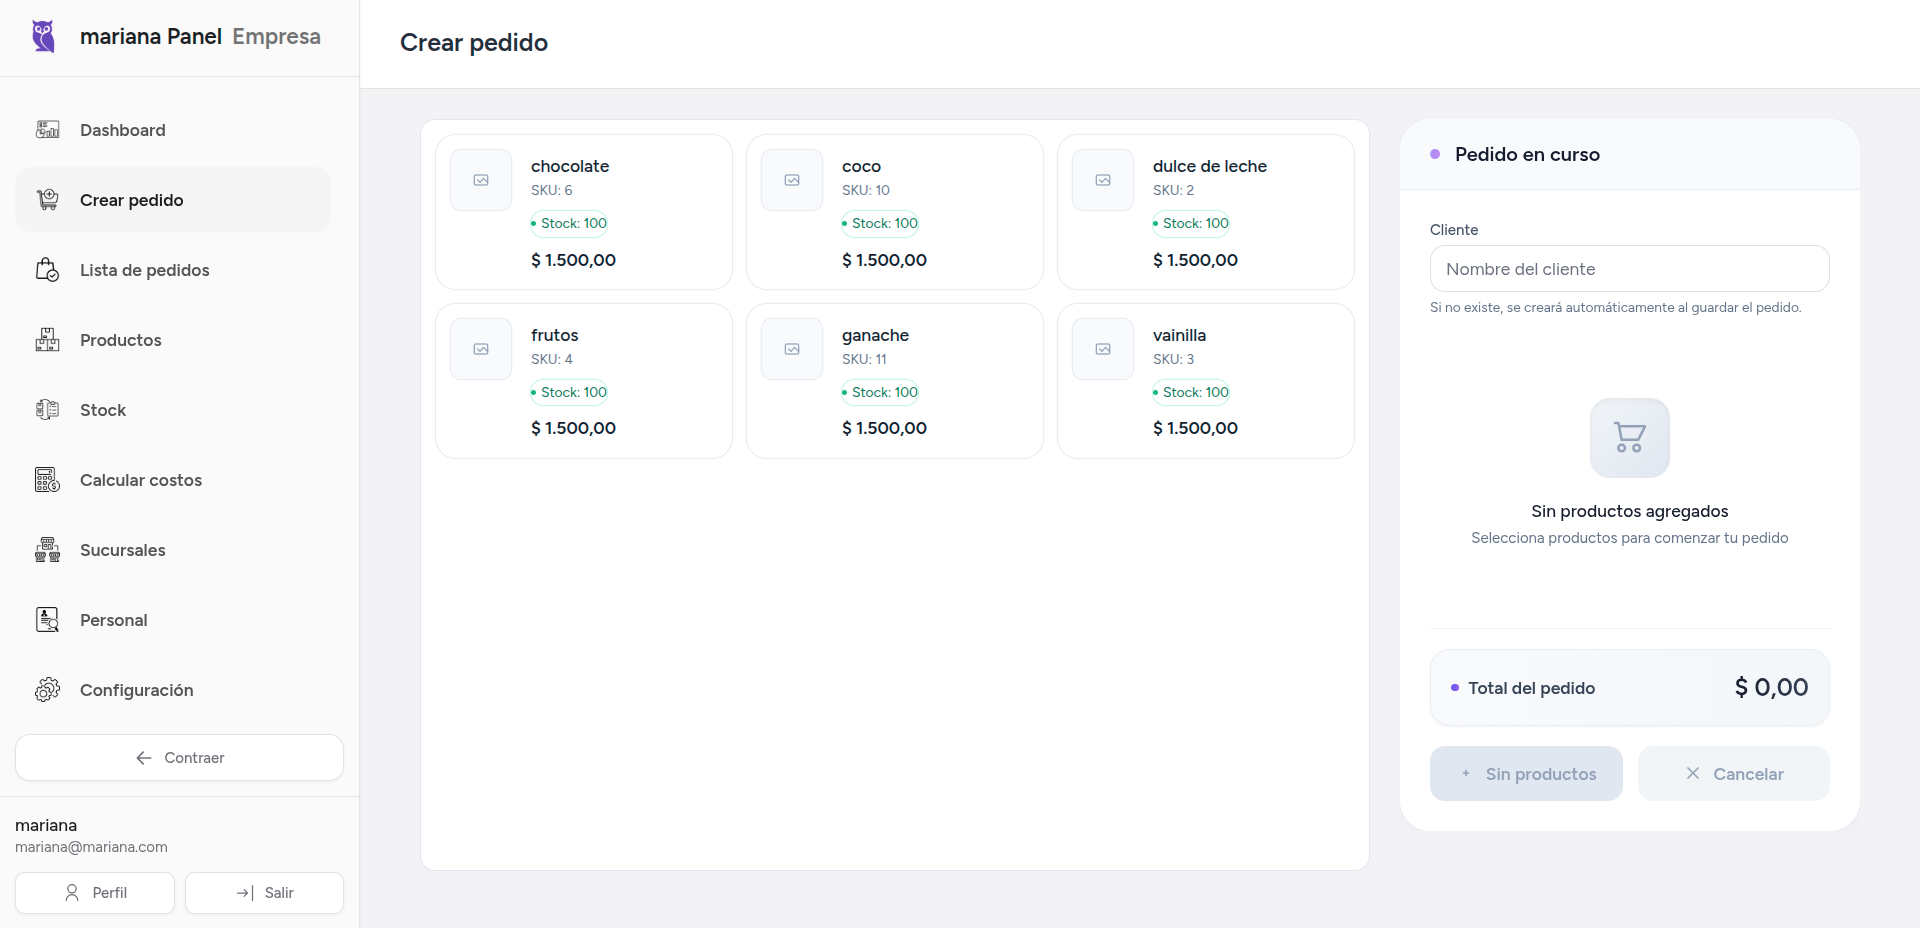 mariana Panel Empresa
Dashboard
Crear pedido
Lista de pedidos
Productos
Stock
Calcular costos
Sucursales
Personal
Configuración
Contraer
mariana
mariana@mariana.com
Perfil
Salir
Crear pedido
chocolate
SKU: 6
Stock: 100
$ 1.500,00
coco
SKU: 10
Stock: 100
$ 1.500,00
dulce de leche
SKU: 2
Stock: 100
$ 1.500,00
frutos
SKU: 4
Stock: 100
$ 1.500,00
ganache
SKU: 11
Stock: 100
$ 1.500,00
vainilla
SKU: 3
Stock: 100
$ 1.500,00
Pedido en curso
Cliente
Nombre del cliente
Si no existe, se creará automáticamente al guardar el pedido.
Sin productos agregados
Selecciona productos para comenzar tu pedido
Total del pedido $ 0,00
+ Sin productos
Cancelar